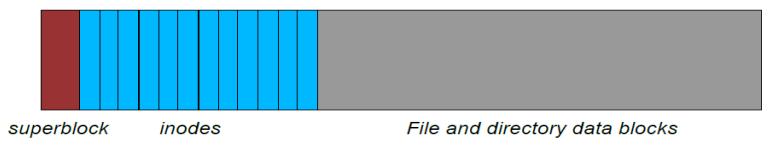 superblock inodes File and directory data blocks